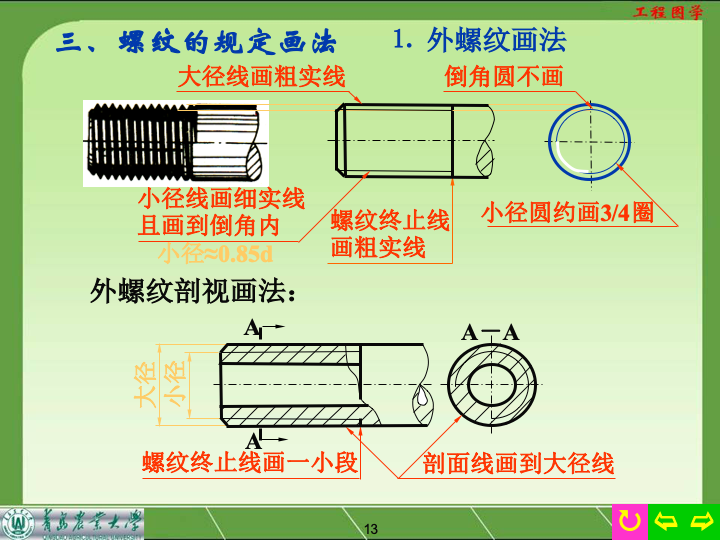 工程图学
三、螺纹的规定画法
1. 外螺纹画法
大径线画粗实线
倒角圆不画
小径线画细实线
且画到倒角内
小径≈0.85d
螺纹终止线
画粗实线
小径圆约画3/4圈
外螺纹剖视画法：
A
A－A
大径
小径
A
螺纹终止线画一小段
剖面线画到大径线
青岛农业大学
13